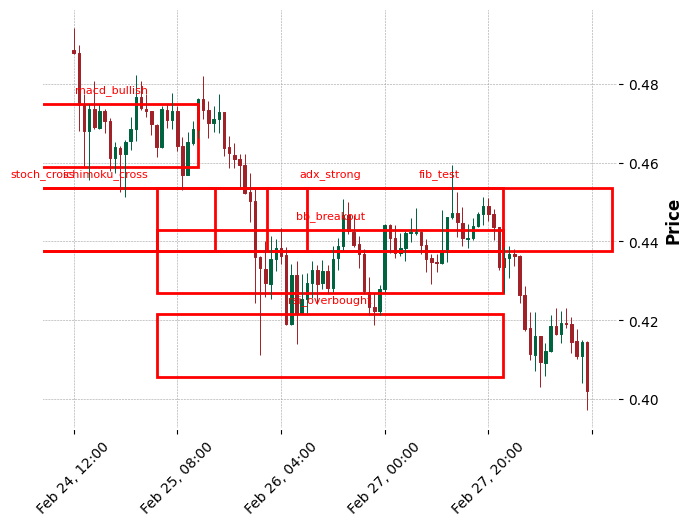 macd_bullish
stoch_cross
ichimoku_cross
adx_strong
fib_test
bb_breakout
rsi_overbought
0.48
0.46
0.44
0.42
0.40
Price
Feb 24, 12:00
Feb 25, 08:00
Feb 26, 04:00
Feb 27, 00:00
Feb 27, 20:00